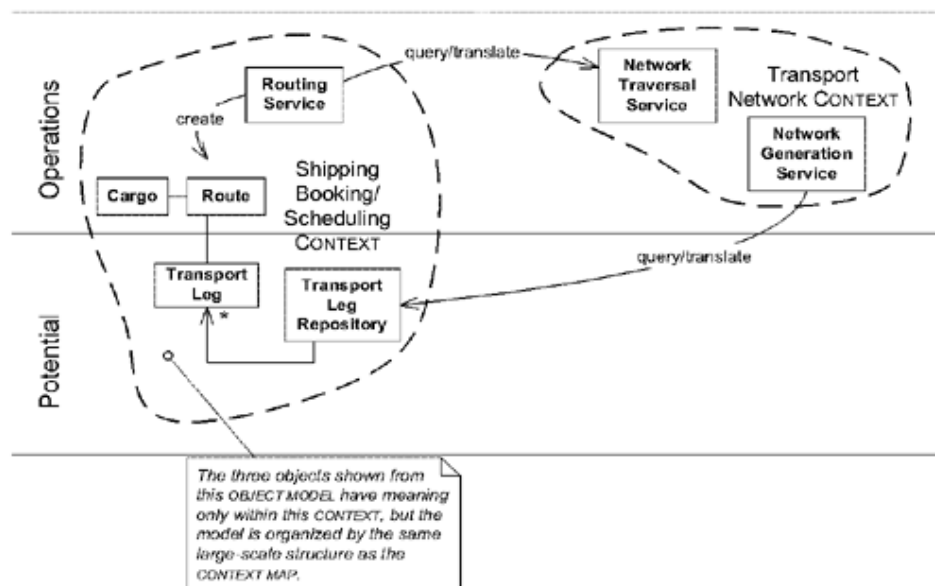 Operations
Potential
Routing
Service
query/translate
Network
Traversal
Service
Transport
Network CONTEXT
Network
Generation
Service
create
Cargo
Route
Shipping
Booking/
Scheduling
CONTEXT
query/translate
Transport
Leg
*
Transport
Leg
Repository
The three objects shown from
this OBJECT MODEL have meaning
only within this CONTEXT, but the
model is organized by the same
large-scale structure as the
CONTEXT MAP.